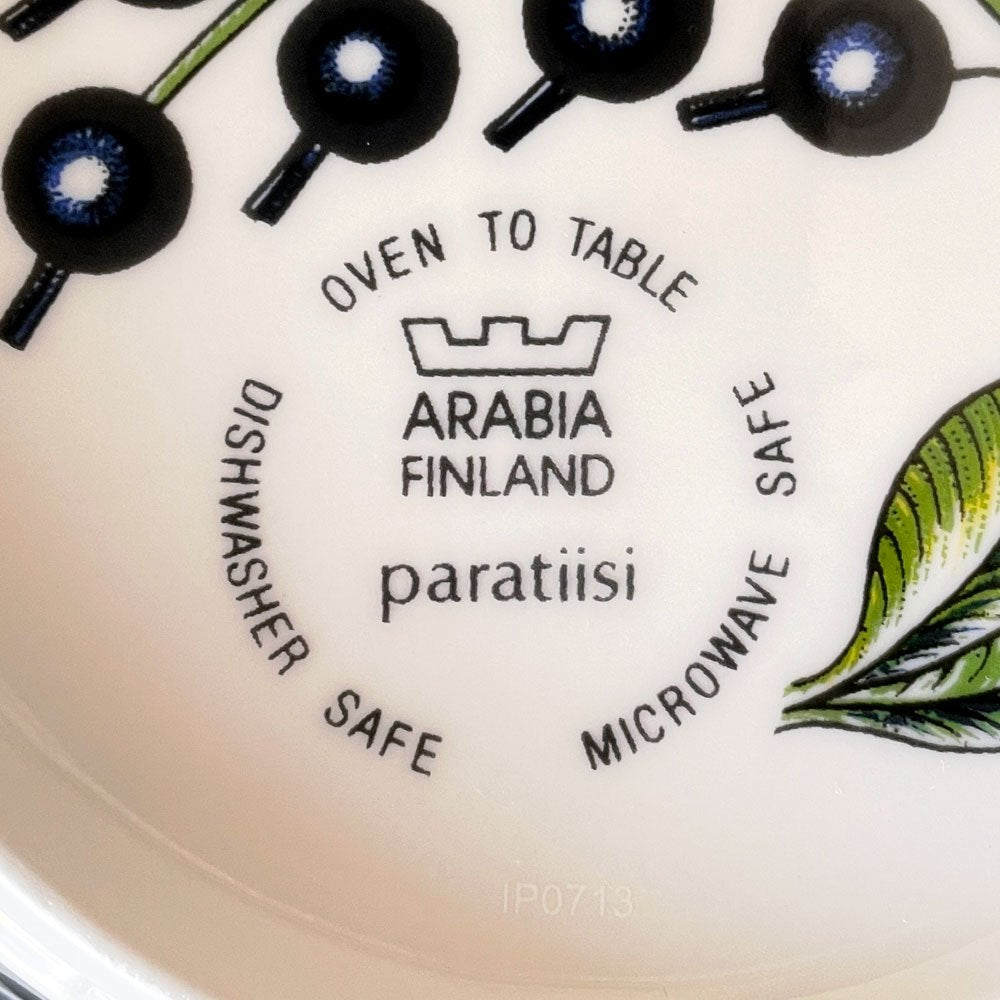 OVEN TO TABLE
ARABIA
FINLAND
paratiisi
DISHWASHER SAFE
MICROWAVE SAFE
IP0713